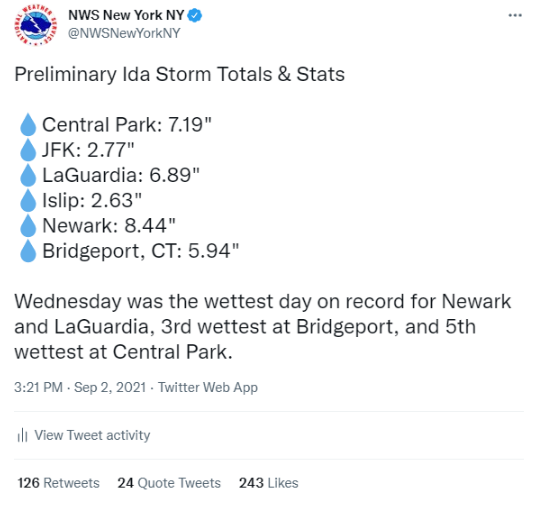 NWS New York NY
@NWSNewYorkNY
Preliminary Ida Storm Totals & Stats
Central Park: 7.19"
JFK: 2.77"
LaGuardia: 6.89"
Islip: 2.63"
Newark: 8.44"
Bridgeport, CT: 5.94"
Wednesday was the wettest day on record for Newark
and LaGuardia, 3rd wettest at Bridgeport, and 5th
wettest at Central Park.
3:21 PM · Sep 2, 2021 · Twitter Web App
View Tweet activity
126 Retweets 24 Quote Tweets 243 Likes